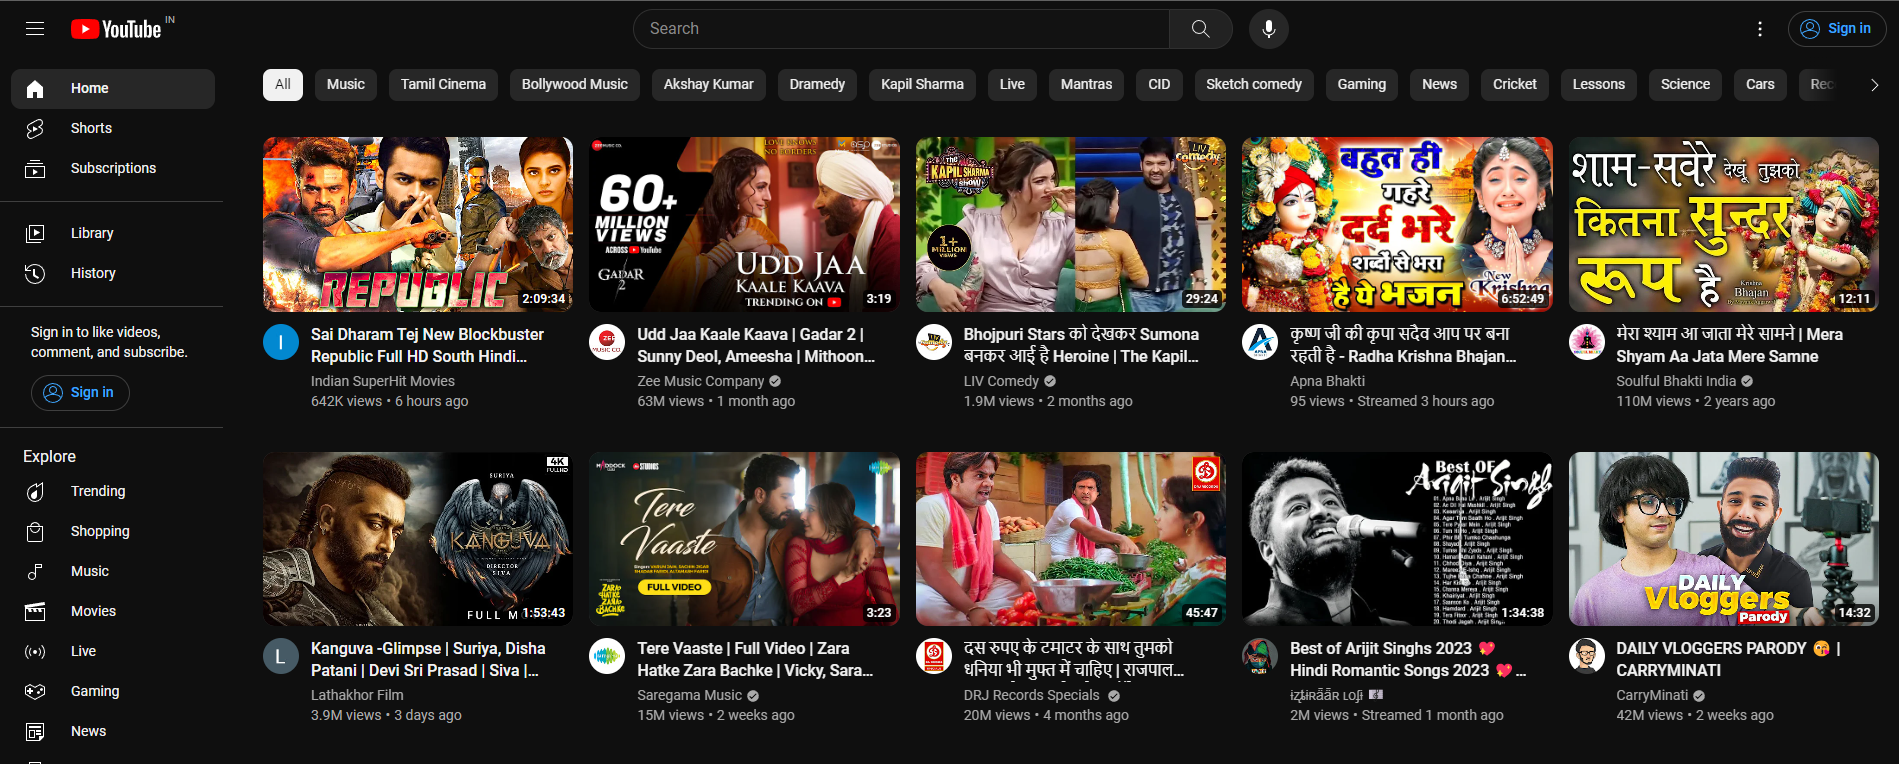 YouTube IN
Search
Sign in
Home
Shorts
Subscriptions
Library
History
Sign in to like videos,
comment, and subscribe.
Sign in
Explore
Trending
Shopping
Music
Movies
Live
Gaming
News
All
Music
Tamil Cinema
Bollywood Music
Akshay Kumar
Dramedy
Kapil Sharma
Live
Mantras
CID
Sketch comedy
Gaming
News
Cricket
Lessons
Science
Cars
REPUBLIC
2:09:34
I
Sai Dharam Tej New Blockbuster
Republic Full HD South Hindi...
Indian SuperHit Movies
642K views • 6 hours ago
60+
MILLION
VIEWS
ACROSS YouTube
GADAR
2
UDD JAA
KAALE KAAVA
TRENDING ON
3:19
ZEE
MUSIC CO.
Udd Jaa Kaale Kaava | Gadar 2 |
Sunny Deol, Ameesha | Mithoon...
Zee Music Company
63M views • 1 month ago
The
KAPIL SHARMA
SHOW
LIV
Comedy
1+
MILLION
VIEWS
29:24
Bhojpuri Stars को देखकर Sumona
बनकर आई है Heroine | The Kapil...
LIV Comedy
1.9M views • 2 months ago
बहुत ही
गहरे
दर्द भरे
शब्दों से भरा
है ये भजन
New
Krishna
6:52:49
कृष्ण जी की कृपा सदैव आप पर बना
रहती है - Radha Krishna Bhajan...
Apna Bhakti
95 views • Streamed 3 hours ago
शाम-सवेरे देखूं तुझको
कितना सुन्दर
रूप है
Krishna
Bhajan
12:11
मेरा श्याम आ जाता मेरे सामने | Mera
Shyam Aa Jata Mere Samne
Soulful Bhakti India
110M views • 2 years ago
4K
FULLHD
SURIYA
KANGUVA
DIRECTOR
SIVA
FULL M
1:53:43
L
Kanguva -Glimpse | Suriya, Disha
Patani | Devi Sri Prasad | Siva |...
Lathakhor Film
3.9M views • 3 days ago
MADDOCK
STUDIOS
Tere
Vaaste
FULL VIDEO
ZARA
HATKE
ZARA
BACHKE
3:23
Tere Vaaste | Full Video | Zara
Hatke Zara Bachke | Vicky, Sara...
Saregama Music
15M views • 2 weeks ago
45:47
दस रुपए के टमाटर के साथ तुमको
धनिया भी मुफ्त में चाहिए | राजपाल...
DRJ Records Specials
20M views • 4 months ago
Best OF
Arijit Singh
1:34:38
Best of Arijit Singhs 2023 💖
Hindi Romantic Songs 2023 💖...
2M views • Streamed 1 month ago
DAILY
Vloggers
Parody
14:32
DAILY VLOGGERS PARODY 😘 |
CARRYMINATI
CarryMinati
42M views • 2 weeks ago